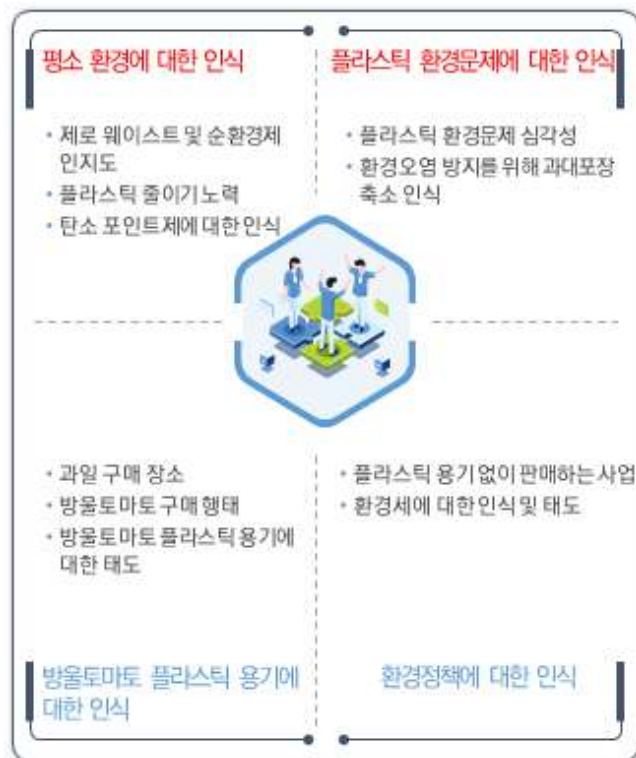 평소 환경에 대한 인식
• 제로 웨이스트 및 순환경제
인지도
• 플라스틱 줄이기 노력
• 탄소 포인트제에 대한 인식
플라스틱 환경문제에 대한 인식
• 플라스틱 환경문제 심각성
• 환경오염 방지를 위해 과대포장
축소 인식
• 과일 구매 장소
• 방울토마토 구매 행태
• 방울토마토 플라스틱 용기에
대한 태도
방울토마토 플라스틱 용기에
대한 인식
• 플라스틱 용기 없이 판매하는 사업
• 환경세에 대한 인식 및 태도
환경정책에 대한 인식